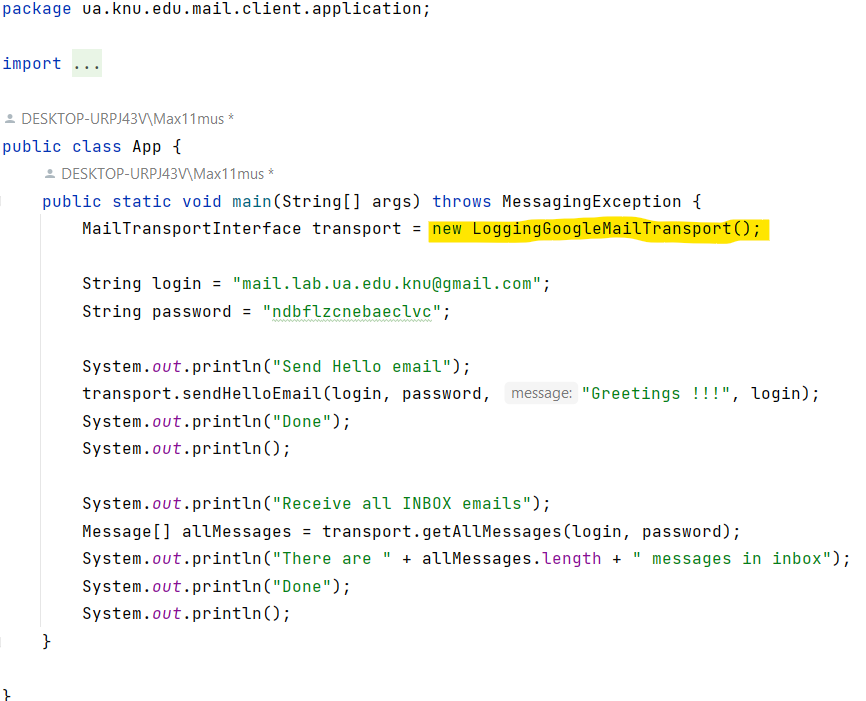 package ua.knu.edu.mail.client.application;
import ...
DESKTOP-URPJ43V\Max11mus *
public class App {
DESKTOP-URPJ43V\Max11mus *
public static void main(String[] args) throws MessagingException {
MailTransportInterface transport = new LoggingGoogleMailTransport();
String login = "mail.lab.ua.edu.knu@gmail.com";
String password = "ndbflzcnebaeclvc";
System.out.println("Send Hello email");
transport.sendHelloEmail(login, password, message: "Greetings !!!", login);
System.out.println("Done");
System.out.println();
System.out.println("Receive all INBOX emails");
Message[] allMessages = transport.getAllMessages(login, password);
System.out.println("There are " + allMessages.length + " messages in inbox");
System.out.println("Done");
System.out.println();
}
}